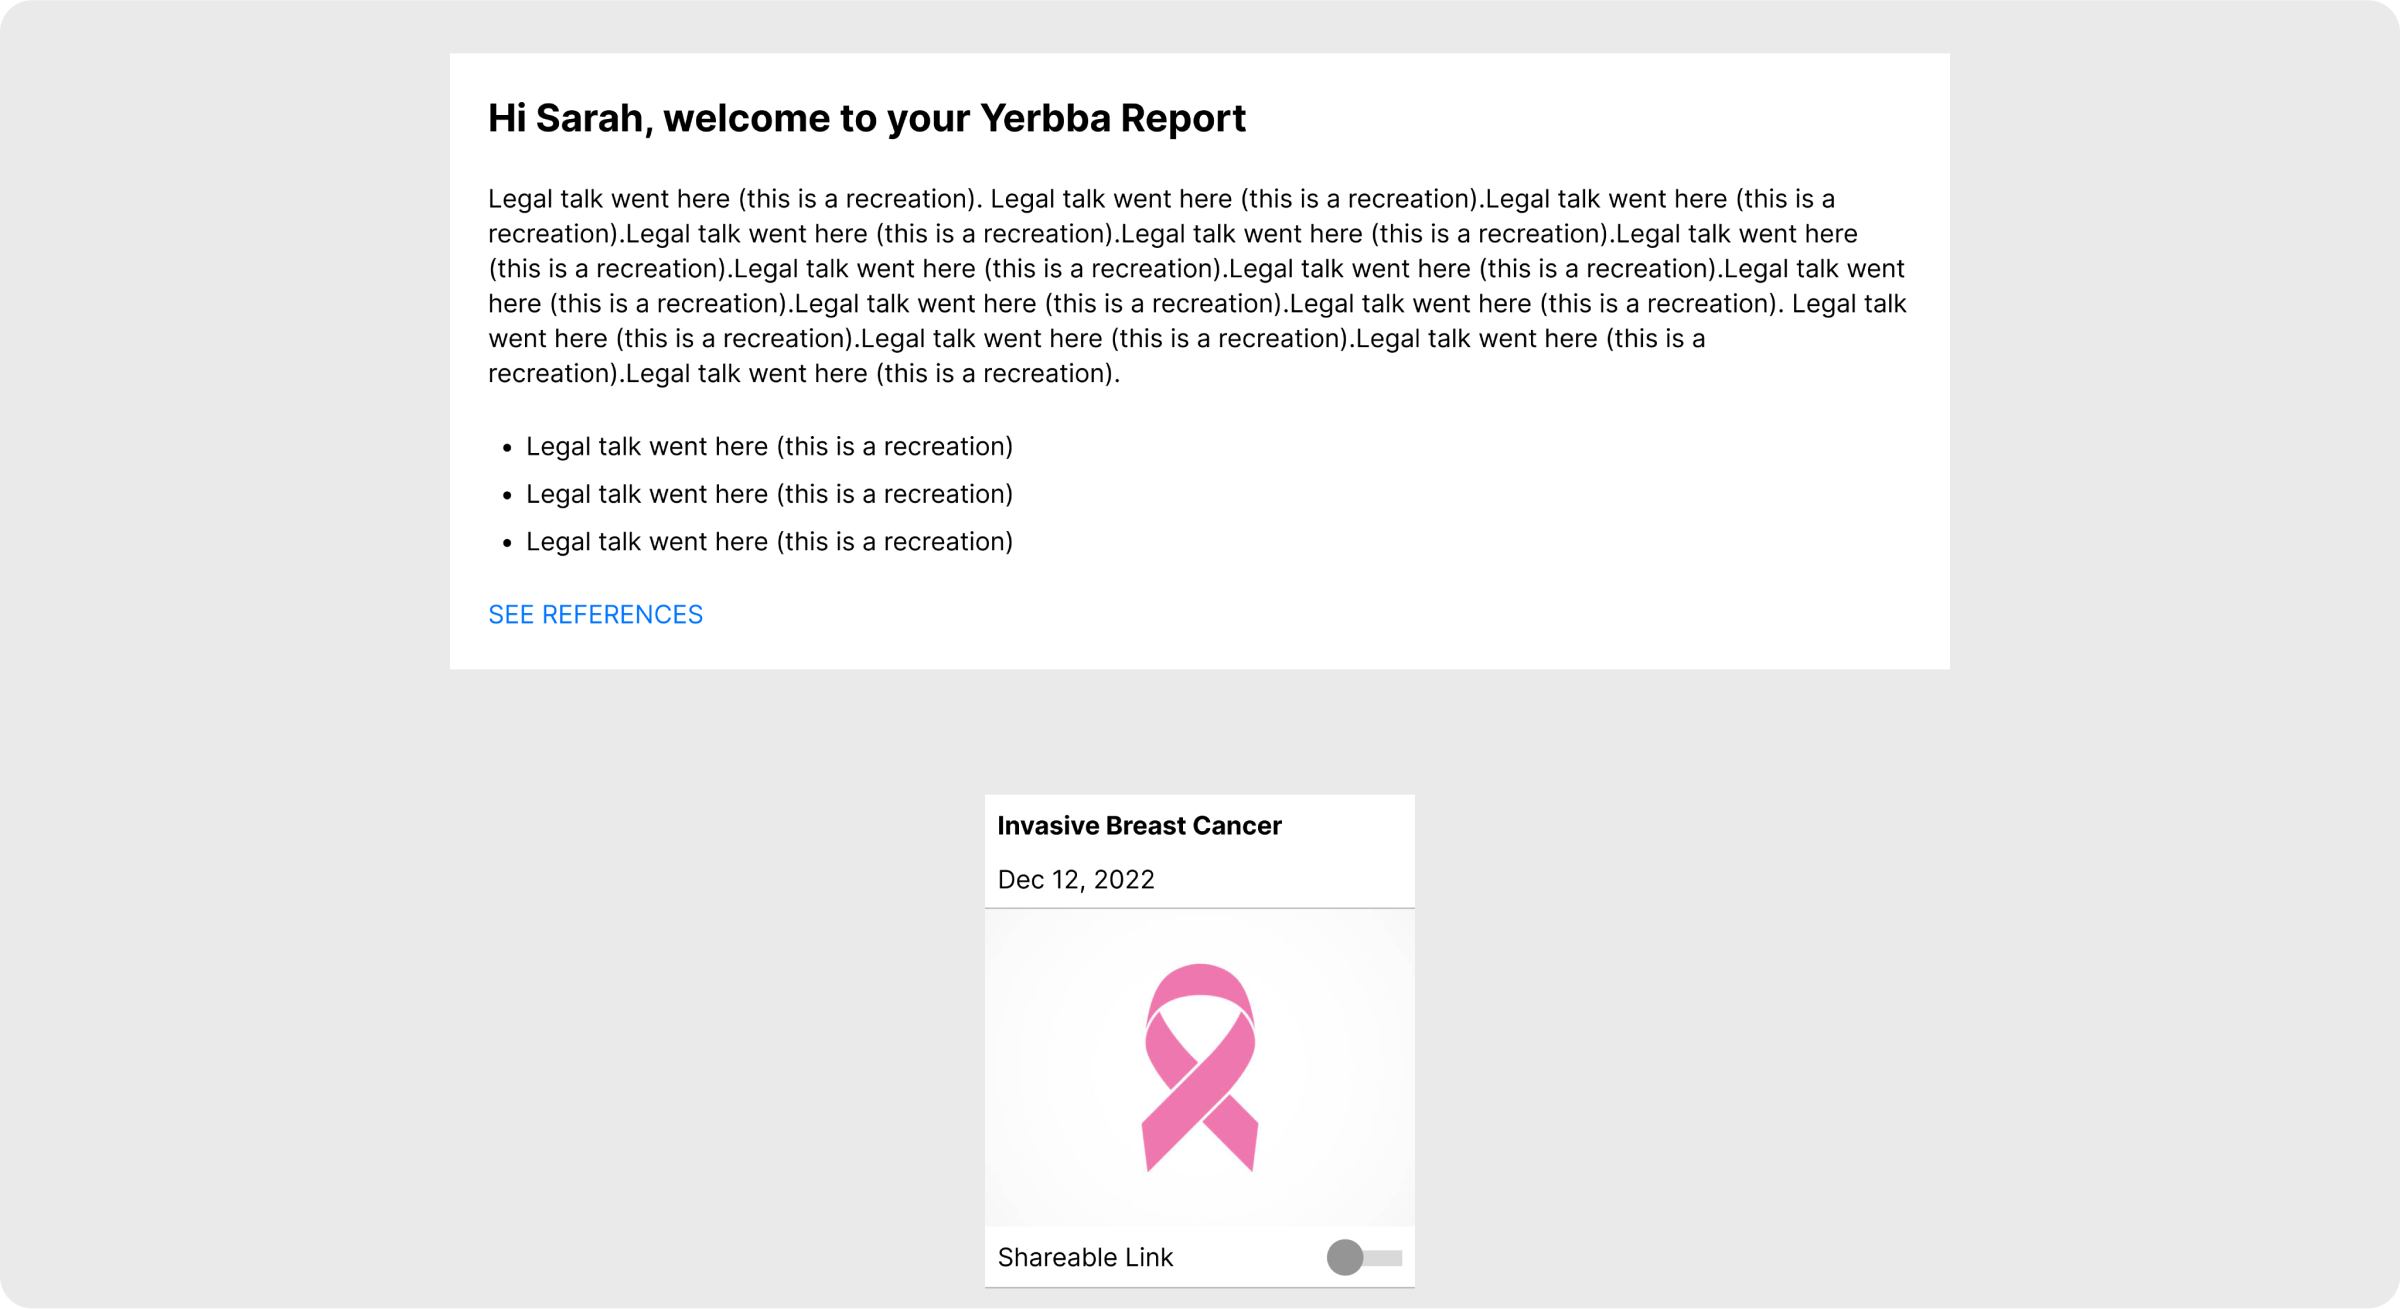 Hi Sarah, welcome to your Yerbba Report
Legal talk went here (this is a recreation). Legal talk went here (this is a recreation).Legal talk went here (this is a
recreation).Legal talk went here (this is a recreation).Legal talk went here (this is a recreation).Legal talk went here
(this is a recreation).Legal talk went here (this is a recreation).Legal talk went here (this is a recreation).Legal talk went
here (this is a recreation).Legal talk went here (this is a recreation).Legal talk went here (this is a recreation). Legal talk
went here (this is a recreation).Legal talk went here (this is a recreation).Legal talk went here (this is a
recreation).Legal talk went here (this is a recreation).
• Legal talk went here (this is a recreation)
• Legal talk went here (this is a recreation)
• Legal talk went here (this is a recreation)
SEE REFERENCES
Invasive Breast Cancer
Dec 12, 2022
Shareable Link